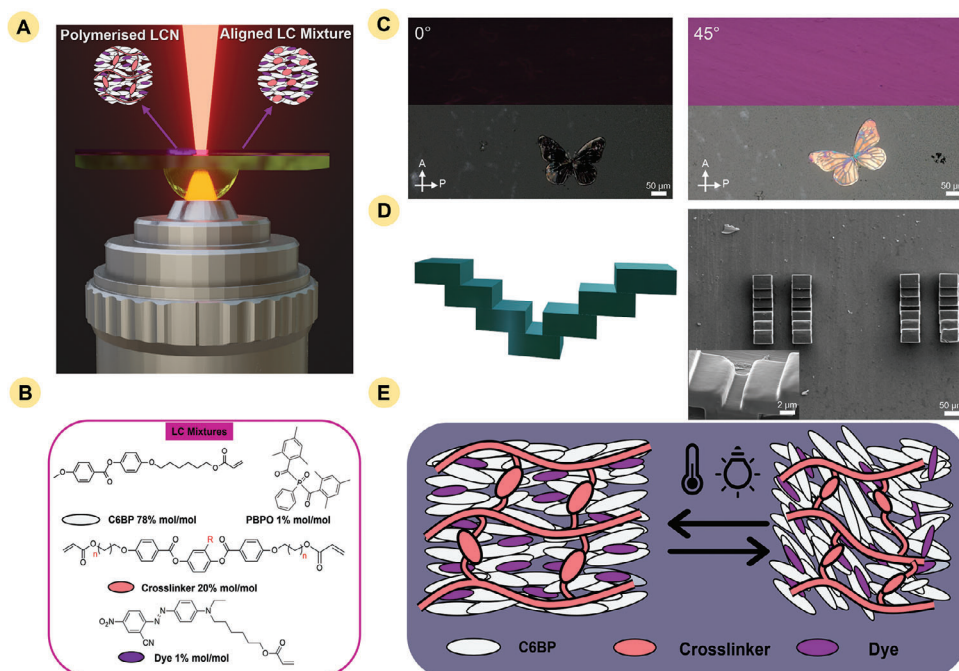 A
Polymerised LCN
Aligned LC Mixture
B
LC Mixtures
O
O
O
O
O
O
O
O
P
O
C6BP 78% mol/mol
PBPO 1% mol/mol
O
O
n
O
O
O
R
O
O
O
n
O
O
Crosslinker 20% mol/mol
O₂N
N
N
N
CN
O
O
Dye 1% mol/mol
C
0°
A
P
50 µm
45°
A
P
50 µm
D
2 µm
50 µm
E
C6BP
Crosslinker
Dye